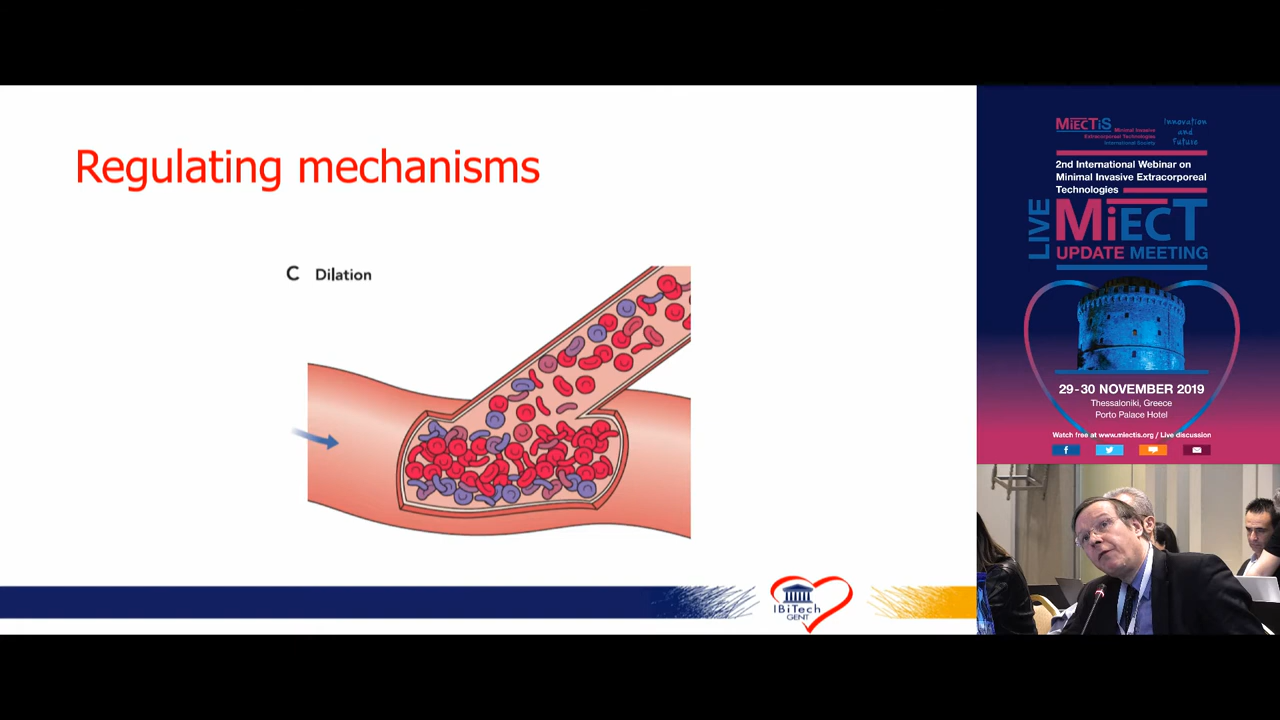 Regulating mechanisms
C Dilation
IBiTech
GENT
MiECTiS
Minimal Invasive
Extracorporeal Technologies
International Society
Innovation
and
Future
2nd International Webinar on
Minimal Invasive Extracorporeal
Technologies
LIVE
MiECT
UPDATE MEETING
29-30 NOVEMBER 2019
Thessaloniki, Greece
Porto Palace Hotel
Watch free at www.miectis.org / Live discussion
f